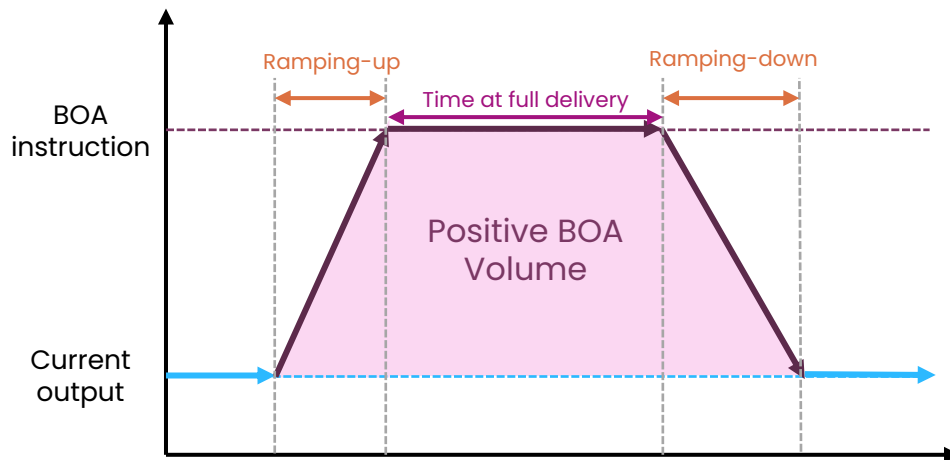 Ramping-up
Ramping-down
Time at full delivery
BOA
instruction
Positive BOA
Volume
Current
output